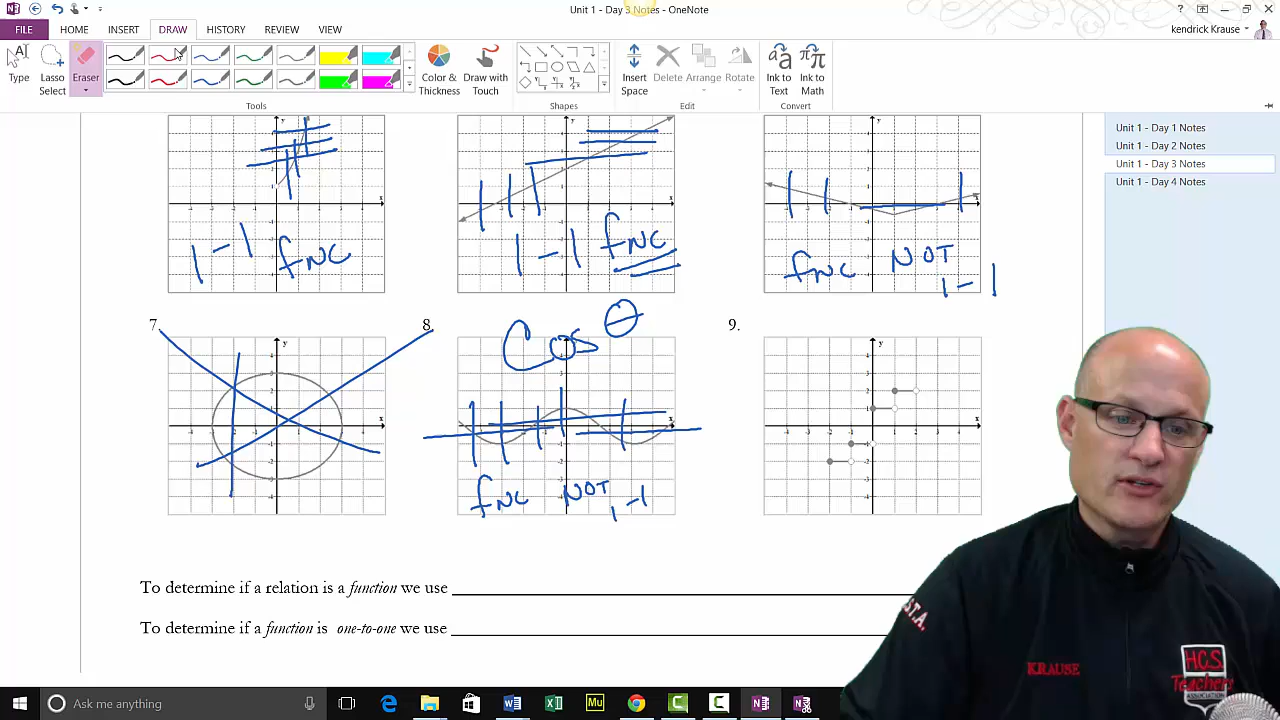 Unit 1 - Day 3 Notes - OneNote
FILE HOME INSERT DRAW HISTORY REVIEW VIEW
kendrick Krause
Type
Lasso Select
Eraser
Color & Thickness
Draw with Touch
Insert Space
Delete
Arrange
Rotate
Ink to Text
Ink to Math
Tools
Shapes
Edit
Convert
Unit 1 - Day 1 Notes
Unit 1 - Day 2 Notes
Unit 1 - Day 3 Notes
Unit 1 - Day 4 Notes
1-1 fNC
1-1 fNC
fNC NOT 1-1
7.
8.
9.
Cos θ
fNC NOT 1-1
To determine if a relation is a function we use
To determine if a function is one-to-one we use
S.T.A.
KRAUSE
H.C.S.
Teachers
ASSOCIATION
Ask me anything